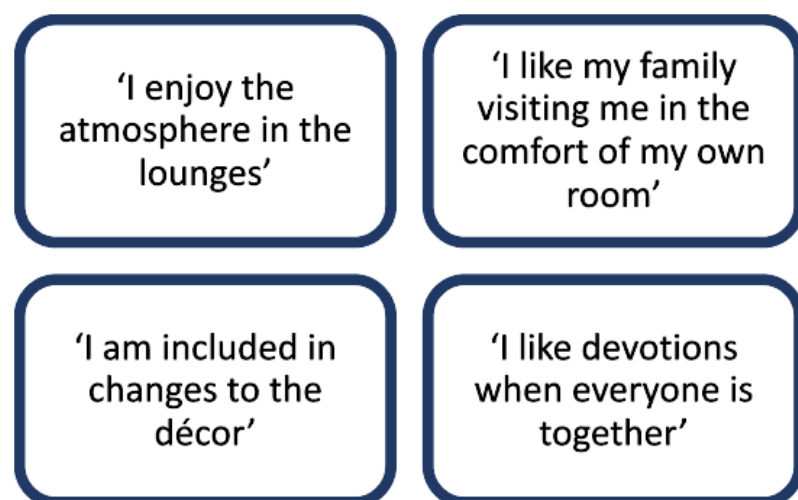 ‘I enjoy the
atmosphere in the
lounges’
‘I like my family
visiting me in the
comfort of my own
room’
‘I am included in
changes to the
décor’
‘I like devotions
when everyone is
together’